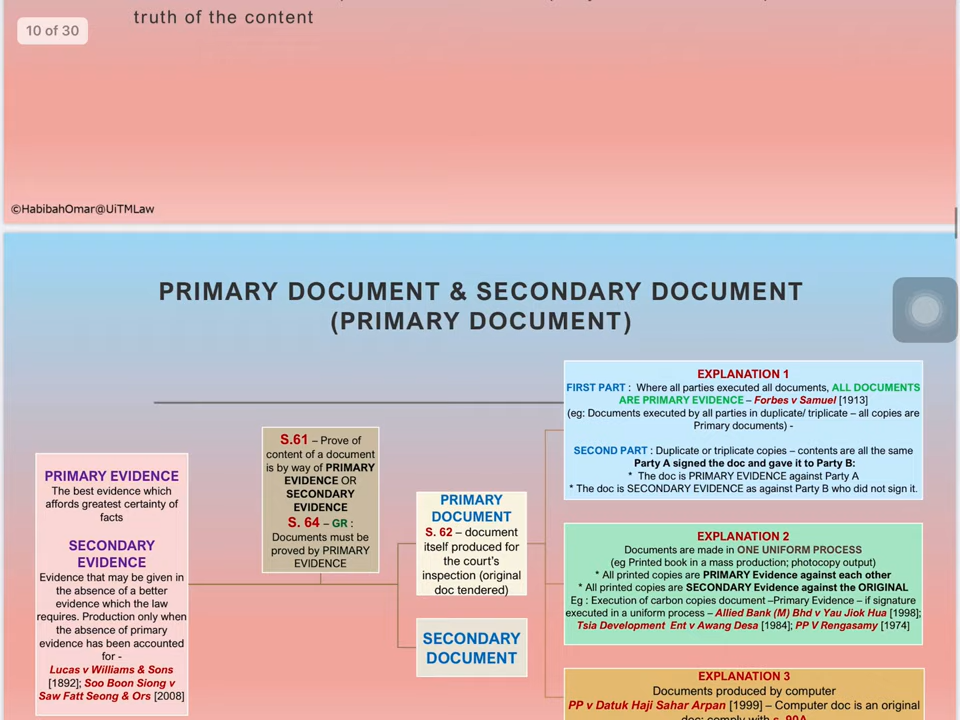 truth of the content
10 of 30
©HabibahOmar@UiTMLaw
PRIMARY DOCUMENT & SECONDARY DOCUMENT
(PRIMARY DOCUMENT)
PRIMARY EVIDENCE
The best evidence which
affords greatest certainty of
facts
SECONDARY
EVIDENCE
Evidence that may be given in
the absence of a better
evidence which the law
requires. Production only when
the absence of primary
evidence has been accounted
for -
Lucas v Williams & Sons
[1892]; Soo Boon Siong v
Saw Fatt Seong & Ors [2008]
S.61 – Prove of
content of a document
is by way of PRIMARY
EVIDENCE OR
SECONDARY
EVIDENCE
S. 64 – GR :
Documents must be
proved by PRIMARY
EVIDENCE
PRIMARY
DOCUMENT
S. 62 – document
itself produced for
the court's
inspection (original
doc tendered)
SECONDARY
DOCUMENT
EXPLANATION 1
FIRST PART : Where all parties executed all documents, ALL DOCUMENTS
ARE PRIMARY EVIDENCE – Forbes v Samuel [1913]
(eg: Documents executed by all parties in duplicate/ triplicate – all copies are
Primary documents) -
SECOND PART : Duplicate or triplicate copies – contents are all the same
Party A signed the doc and gave it to Party B:
* The doc is PRIMARY EVIDENCE against Party A
* The doc is SECONDARY EVIDENCE as against Party B who did not sign it.
EXPLANATION 2
Documents are made in ONE UNIFORM PROCESS
(eg Printed book in a mass production; photocopy output)
* All printed copies are PRIMARY Evidence against each other
* All printed copies are SECONDARY Evidence against the ORIGINAL
Eg : Execution of carbon copies document –Primary Evidence – if signature
executed in a uniform process – Allied Bank (M) Bhd v Yau Jiok Hua [1998];
Tsia Development Ent v Awang Desa [1984]; PP V Rengasamy [1974]
EXPLANATION 3
Documents produced by computer
PP v Datuk Haji Sahar Arpan [1999] – Computer doc is an original
doc; comply with s. 90A